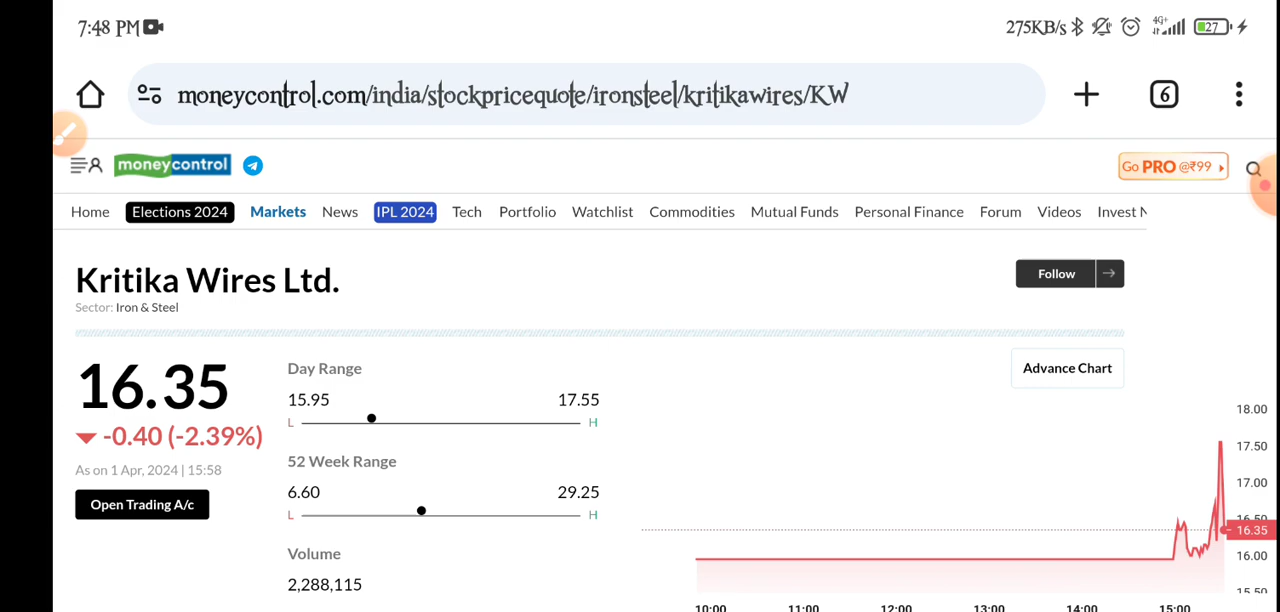 7:48 PM
275KB/s 4G+ 27
moneycontrol.com/india/stockpricequote/ironsteel/kritikawires/KW
6
moneycontrol
Go PRO @₹99
Home Elections 2024 Markets News IPL 2024 Tech Portfolio Watchlist Commodities Mutual Funds Personal Finance Forum Videos Invest N
Kritika Wires Ltd.
Follow
Sector: Iron & Steel
16.35
-0.40 (-2.39%)
As on 1 Apr, 2024 | 15:58
Open Trading A/c
Day Range
15.95 17.55
L H
52 Week Range
6.60 29.25
L H
Volume
2,288,115
Advance Chart
18.00
17.50
17.00
16.50
16.35
16.00
15.50
10:00 11:00 12:00 13:00 14:00 15:00